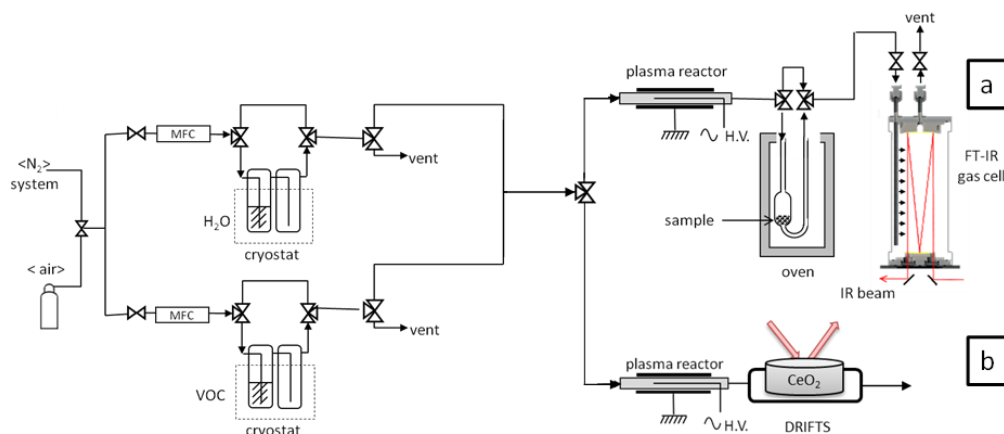 <N₂>
system
< air>
MFC
H₂O
cryostat
vent
MFC
VOC
cryostat
vent
plasma reactor
H.V.
sample
oven
vent
a
FT-IR
gas cell
IR beam
plasma reactor
H.V.
CeO₂
DRIFTS
b